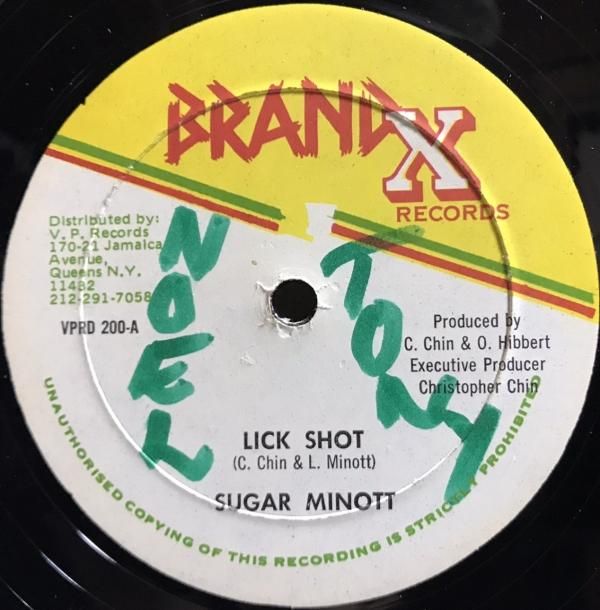 BRAND X
RECORDS
Distributed by:
V. P. Records
170-21 Jamaica
Avenue,
Queens N.Y.
11432
212-291-7058
VPRD 200-A
NOEL
TONY
Produced by
C. Chin & O. Hibbert
Executive Producer
Christopher Chin
LICK SHOT
(C. Chin & L. Minott)
SUGAR MINOTT
UNAUTHORISED COPYING OF THIS RECORDING IS STRICTLY PROHIBITED